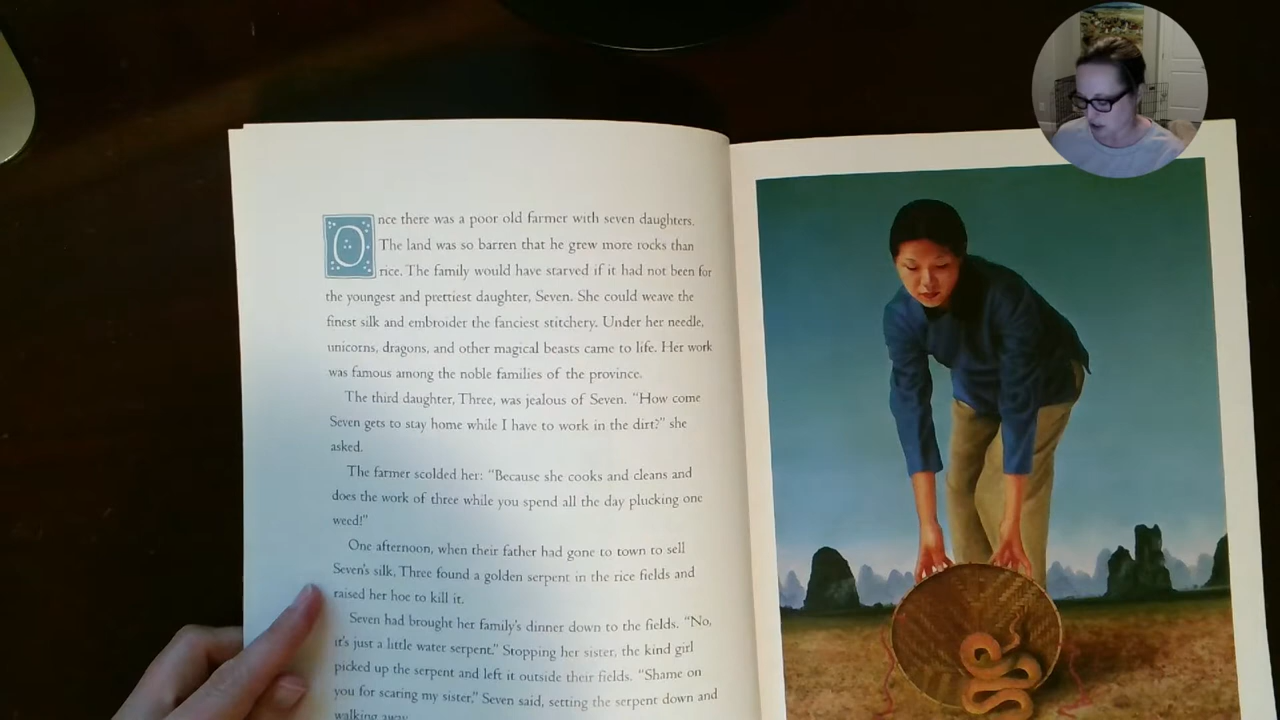 Once there was a poor old farmer with seven daughters.
The land was so barren that he grew more rocks than
rice. The family would have starved if it had not been for
the youngest and prettiest daughter, Seven. She could weave the
finest silk and embroider the fanciest stitchery. Under her needle,
unicorns, dragons, and other magical beasts came to life. Her work
was famous among the noble families of the province.
The third daughter, Three, was jealous of Seven. “How come
Seven gets to stay home while I have to work in the dirt?” she
asked.
The farmer scolded her: “Because she cooks and cleans and
does the work of three while you spend all the day plucking one
weed!”
One afternoon, when their father had gone to town to sell
Seven’s silk, Three found a golden serpent in the rice fields and
raised her hoe to kill it.
Seven had brought her family’s dinner down to the fields. “No,
it’s just a little water serpent.” Stopping her sister, the kind girl
picked up the serpent and left it outside their fields. “Shame on
you for scaring my sister,” Seven said, setting the serpent down and
walking away.